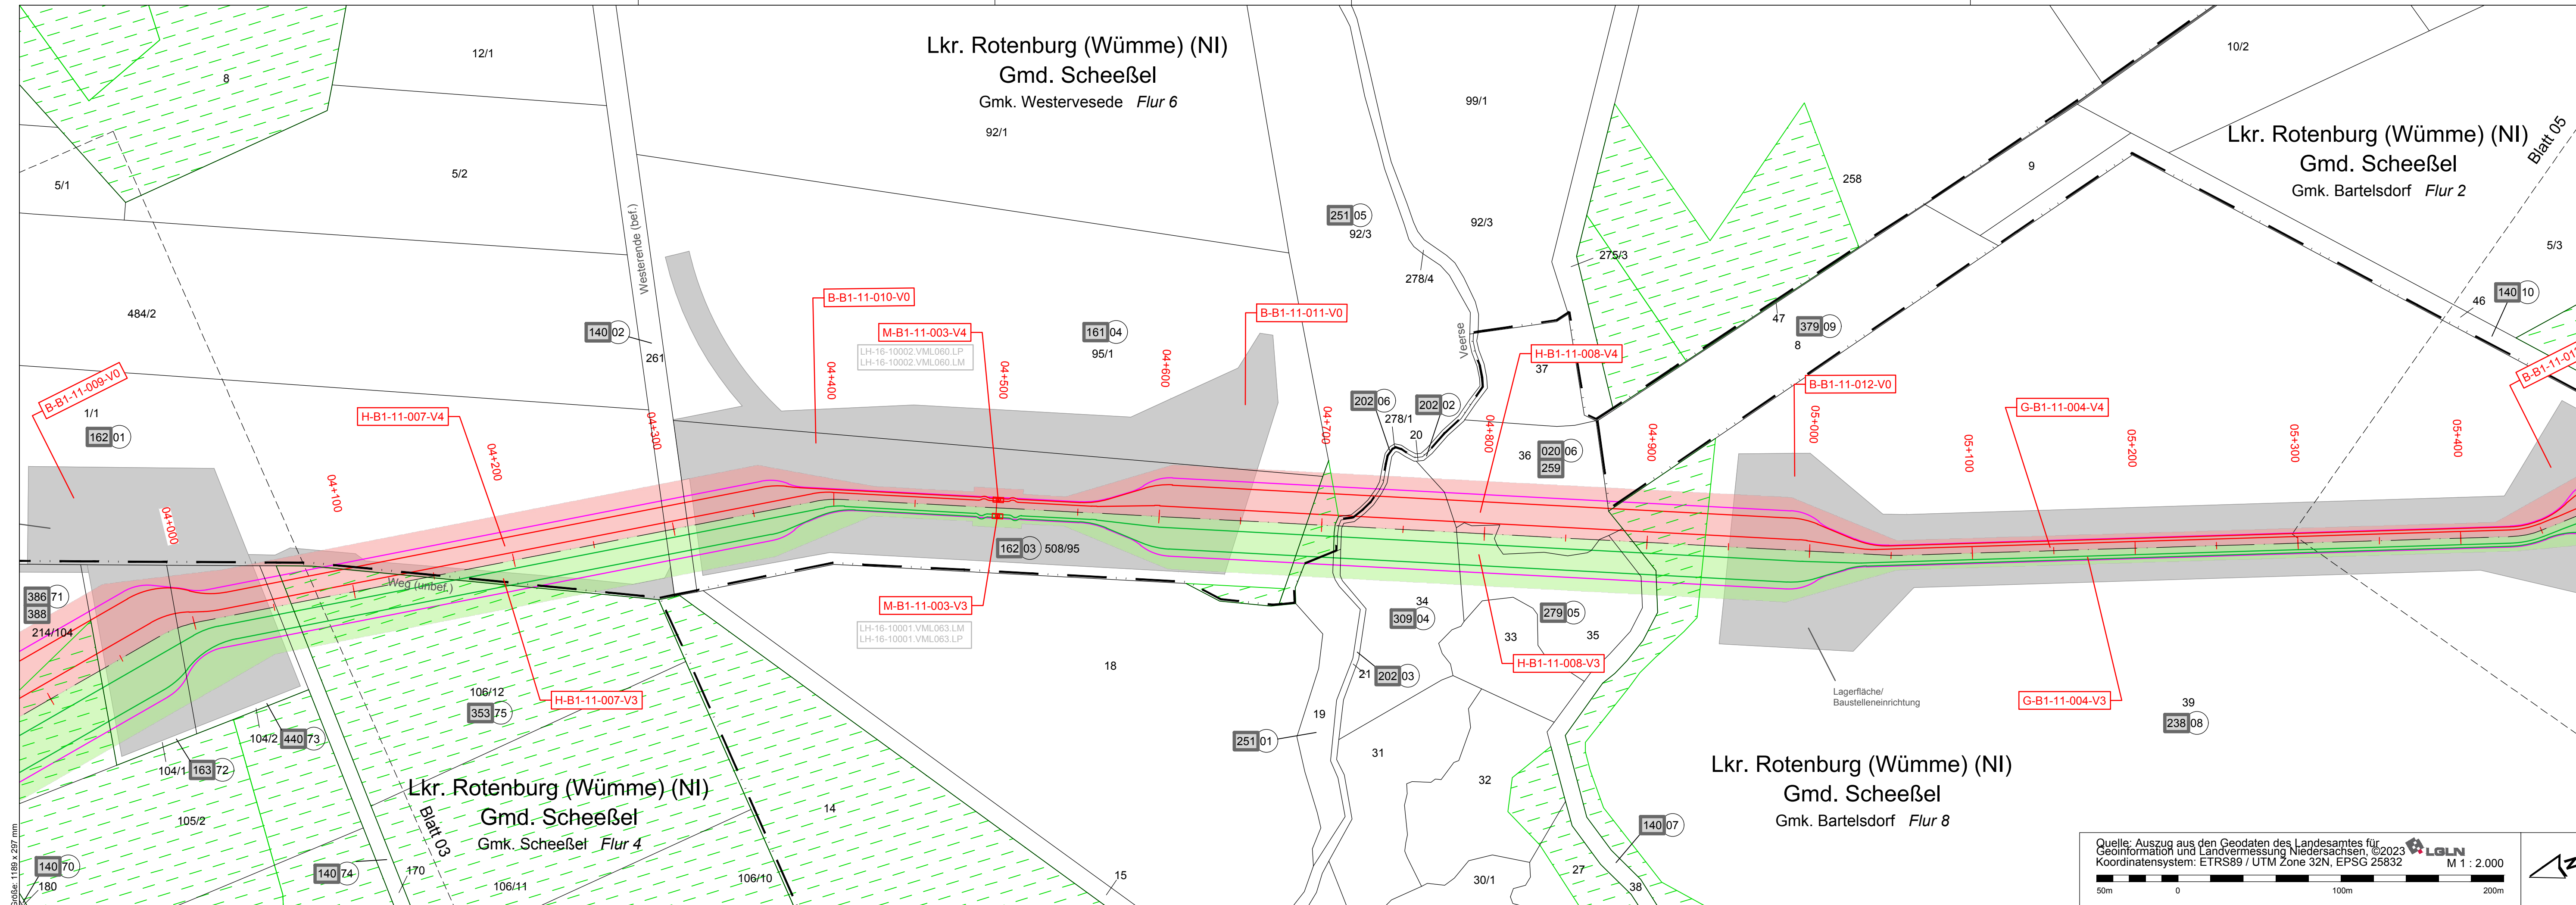 Lkr. Rotenburg (Wümme) (NI)
Gmd. Scheeßel
Gmk. Westervesede Flur 6
12/1
8
10/2
99/1
92/1
Lkr. Rotenburg (Wümme) (NI)
Gmd. Scheeßel
Gmk. Bartelsdorf Flur 2
Blatt 05
5/2
5/1
9
258
251 05
92/3
92/3
Westerende (bef.)
275/3
278/4
5/3
484/2
140 02
261
B-B1-11-010-V0
M-B1-11-003-V4
LH-16-10002.VML060.LP
LH-16-10002.VML060.LM
161 04
95/1
B-B1-11-011-V0
Veerse
47
379 09
8
46
140 10
H-B1-11-008-V4
37
B-B1-11-009-V0
1/1
162 01
H-B1-11-007-V4
B-B1-11-012-V0
G-B1-11-004-V4
202 06
278/1
202 02
20
36
020 06
259
04+000
04+100
04+200
04+300
04+400
04+500
04+600
04+700
04+800
04+900
05+000
05+100
05+200
05+300
05+400
162 03
508/95
Weg (unbef.)
386 71
388
214/104
M-B1-11-003-V3
LH-16-10001.VML063.LM
LH-16-10001.VML063.LP
34
309 04
279 05
33
35
H-B1-11-008-V3
18
21
202 03
106/12
353 75
H-B1-11-007-V3
Lagerfläche/
Baustelleneinrichtung
G-B1-11-004-V3
39
238 08
19
251 01
31
32
104/2
440 73
104/1
163 72
Lkr. Rotenburg (Wümme) (NI)
Gmd. Scheeßel
Gmk. Scheeßel Flur 4
Blatt 03
14
105/2
Lkr. Rotenburg (Wümme) (NI)
Gmd. Scheeßel
Gmk. Bartelsdorf Flur 8
140 07
140 70
180
140 74
170
106/11
106/10
15
30/1
27
38
Größe: 1189 x 297 mm
Quelle: Auszug aus den Geodaten des Landesamtes für
Geoinformation und Landvermessung Niedersachsen, ©2023
LGLN
Koordinatensystem: ETRS89 / UTM Zone 32N, EPSG 25832
M 1 : 2.000
50m 0 100m 200m